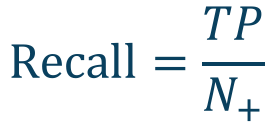 Recall = TP / N₊